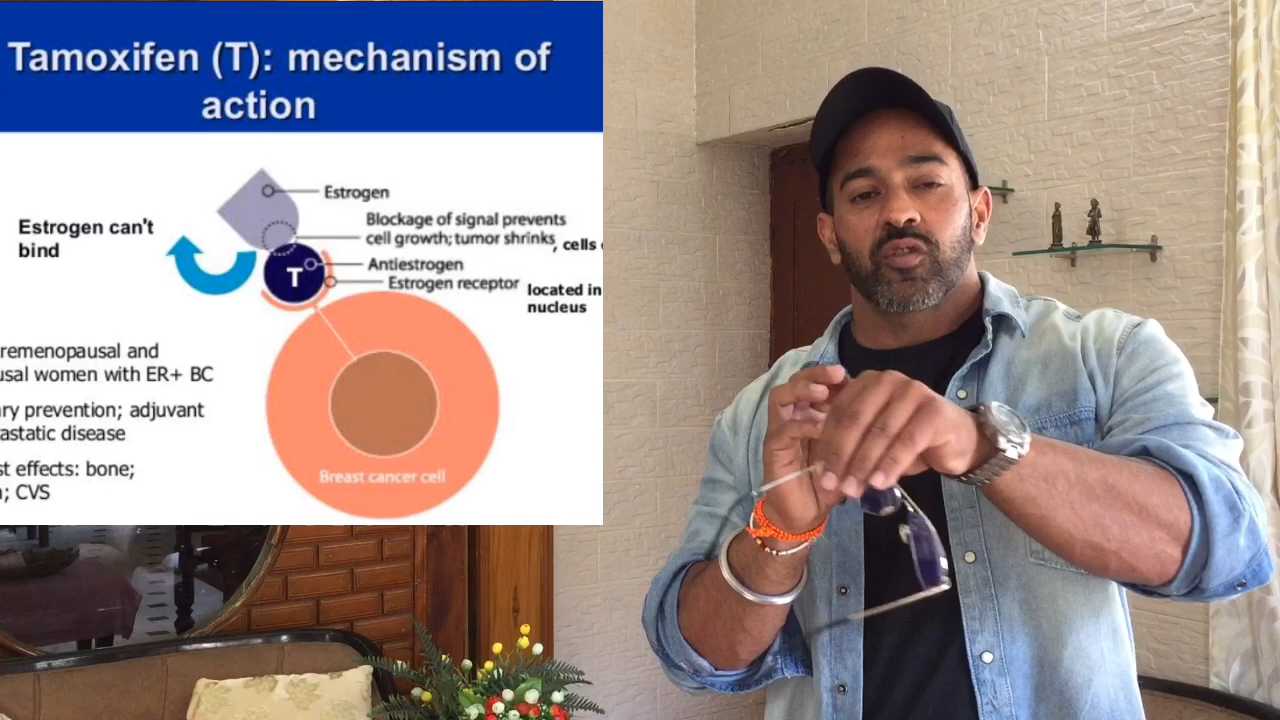 Tamoxifen (T): mechanism of
action
Estrogen
Estrogen can't
bind
Blockage of signal prevents
cell growth; tumor shrinks, cells
T
Antiestrogen
Estrogen receptor
located in
nucleus
remenopausal and
usal women with ER+ BC
ry prevention; adjuvant
astatic disease
st effects: bone;
; CVS
Breast cancer cell